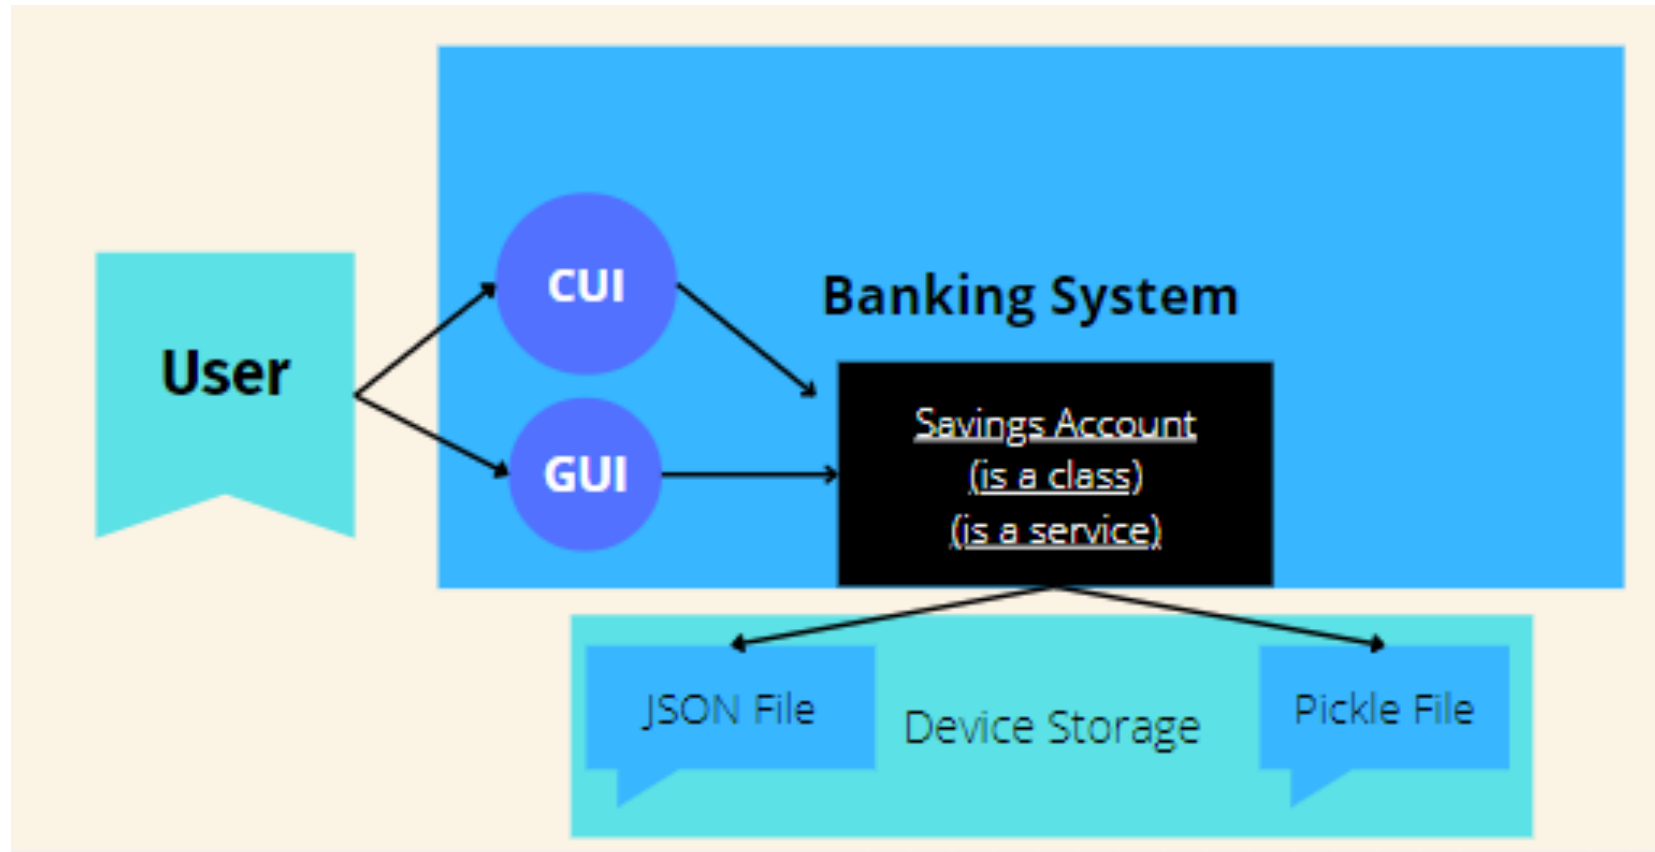 User
CUI
GUI
Banking System
Savings Account
(is a class)
(is a service)
JSON File
Device Storage
Pickle File